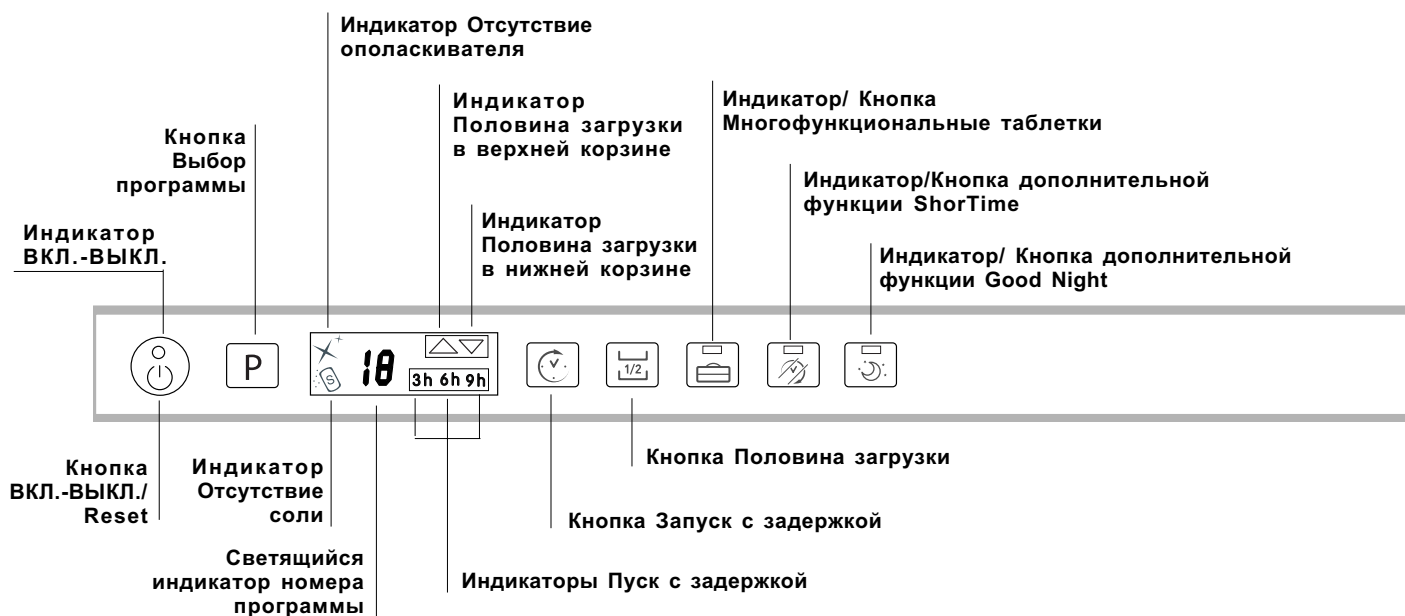 Индикатор Отсутствие
ополаскивателя
Индикатор
Половина загрузки
в верхней корзине
Индикатор/ Кнопка
Многофункциональные таблетки
Кнопка
Выбор
программы
Индикатор/Кнопка дополнительной
функции ShorTime
Индикатор
Половина загрузки
в нижней корзине
Индикатор
ВКЛ.-ВЫКЛ.
Индикатор/ Кнопка дополнительной
функции Good Night
P
S
18
3h 6h 9h
1/2
Кнопка
ВКЛ.-ВЫКЛ./
Reset
Индикатор
Отсутствие
соли
Кнопка Половина загрузки
Кнопка Запуск с задержкой
Светящийся
индикатор номера
программы
Индикаторы Пуск с задержкой